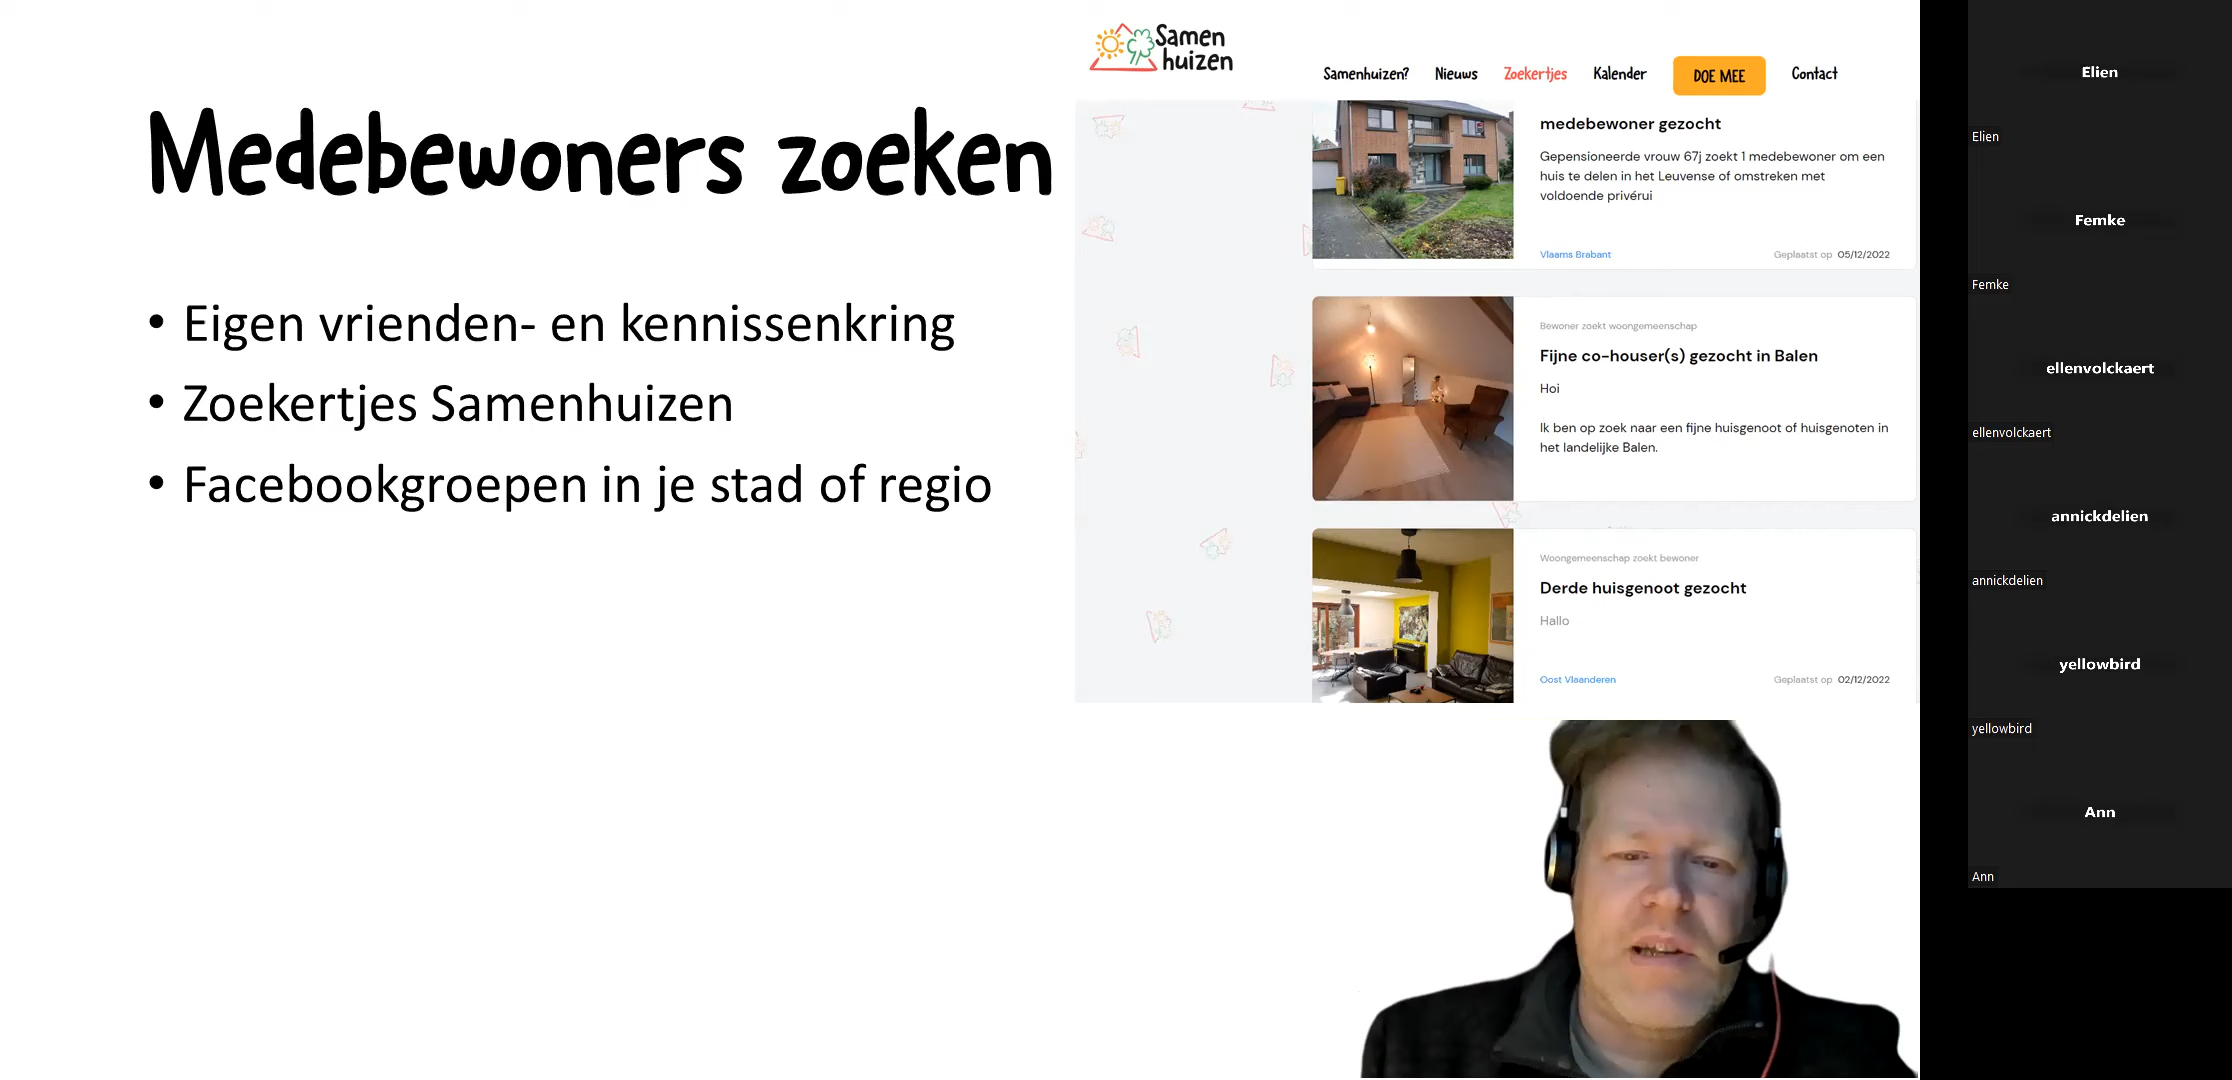 Medebewoners zoeken
• Eigen vrienden- en kennissenkring
• Zoekertjes Samenhuizen
• Facebookgroepen in je stad of regio
Samen
huizen
Samenhuizen?
Nieuws
Zoekertjes
Kalender
DOE MEE
Contact
medebewoner gezocht
Gepensioneerde vrouw 67j zoekt 1 medebewoner om een
huis te delen in het Leuvense of omstreken met
voldoende privérui
Vlaams Brabant
Geplaatst op 05/12/2022
Bewoner zoekt woongemeenschap
Fijne co-houser(s) gezocht in Balen
Hoi
Ik ben op zoek naar een fijne huisgenoot of huisgenoten in
het landelijke Balen.
Woongemeenschap zoekt bewoner
Derde huisgenoot gezocht
Hallo
Oost Vlaanderen
Geplaatst op 02/12/2022
Elien
Elien
Femke
Femke
ellenvolckaert
ellenvolckaert
annickdelien
annickdelien
yellowbird
yellowbird
Ann
Ann